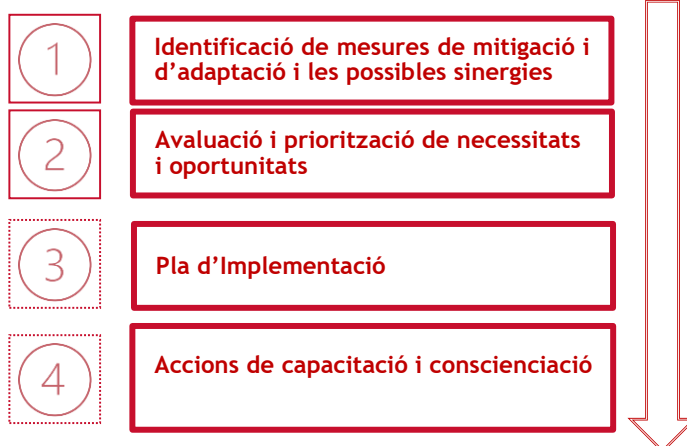 1
Identificació de mesures de mitigació i
d’adaptació i les possibles sinergies
2
Avaluació i priorització de necessitats
i oportunitats
3
Pla d’Implementació
4
Accions de capacitació i conscienciació